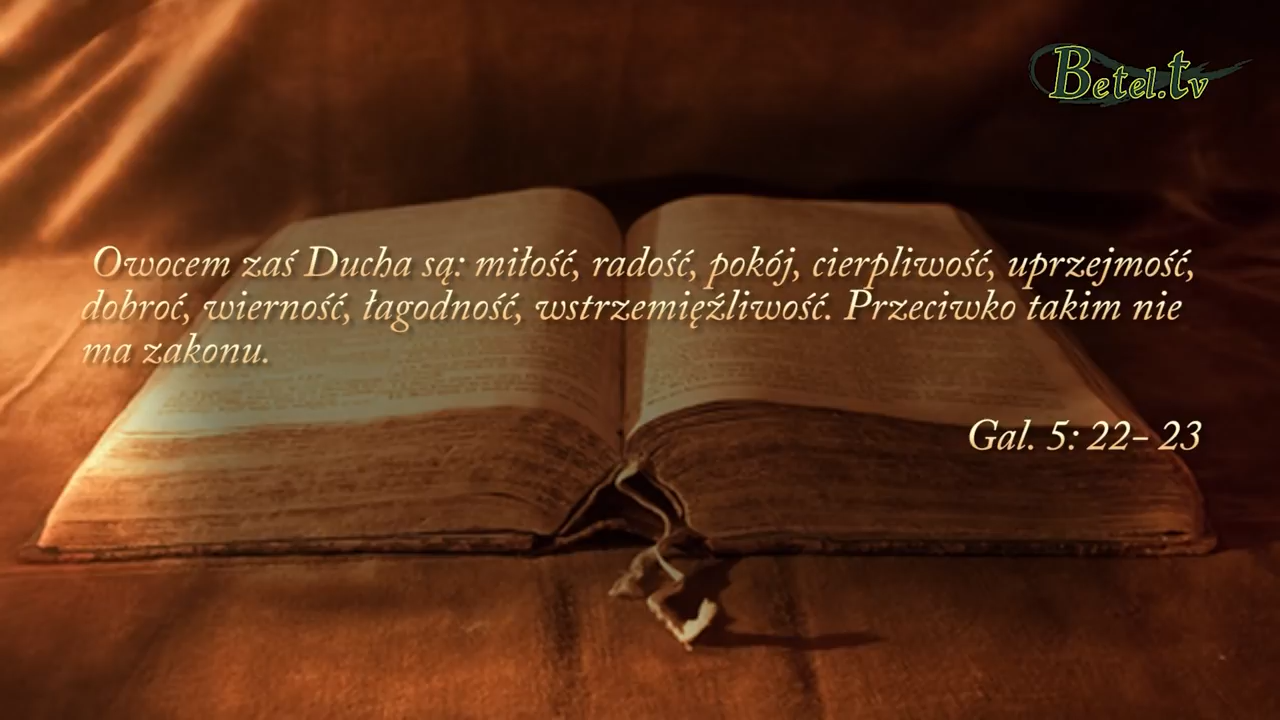 Betel.tv
Owocem zaś Ducha są: miłość, radość, pokój, cierpliwość, uprzejmość,
dobroć, wierność, łagodność, wstrzemięźliwość. Przeciwko takim nie
ma zakonu.
Gal. 5: 22- 23